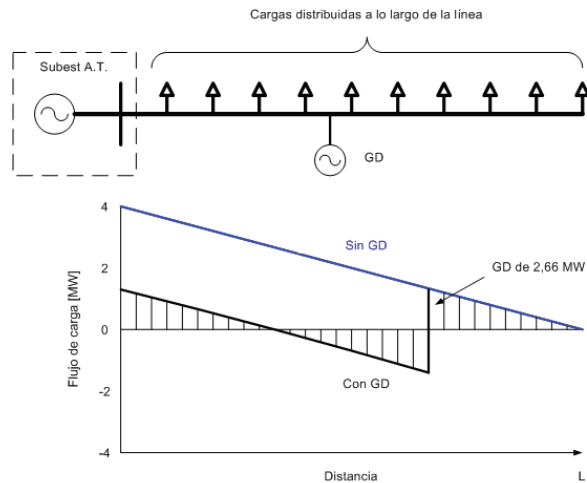 Cargas distribuidas a lo largo de la línea
Subest A.T.
GD
4
2
0
-2
-4
Flujo de carga [MW]
Sin GD
GD de 2,66 MW
Con GD
Distancia
L